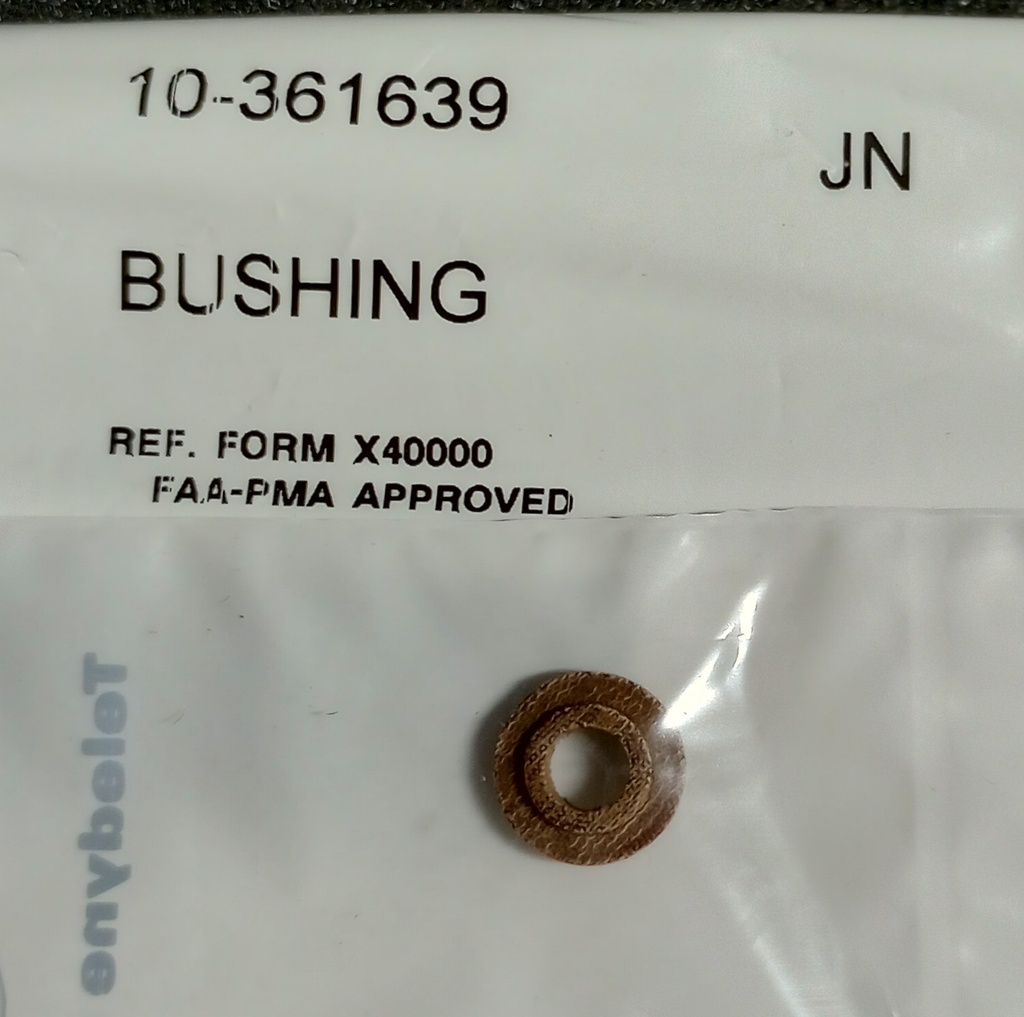 10-361639
JN
BUSHING
REF. FORM X40000
FAA-PMA APPROVED
Teledyne